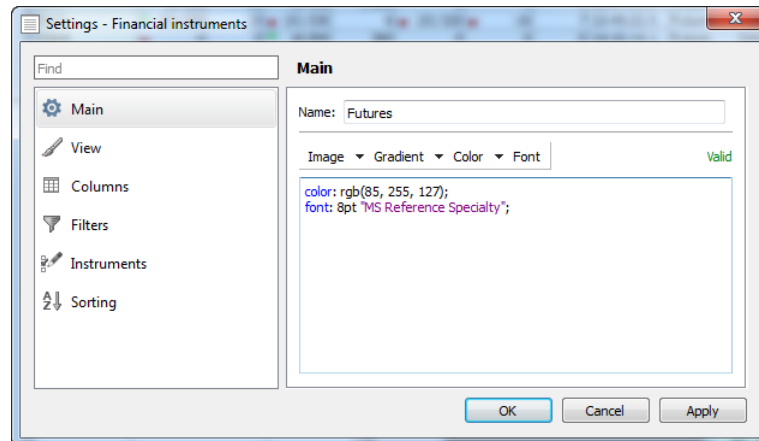 Settings - Financial instruments
Find
Main
View
Columns
Filters
Instruments
Sorting
Main
Name: Futures
Image Gradient Color Font Valid
color: rgb(85, 255, 127);
font: 8pt "MS Reference Specialty";
OK Cancel Apply